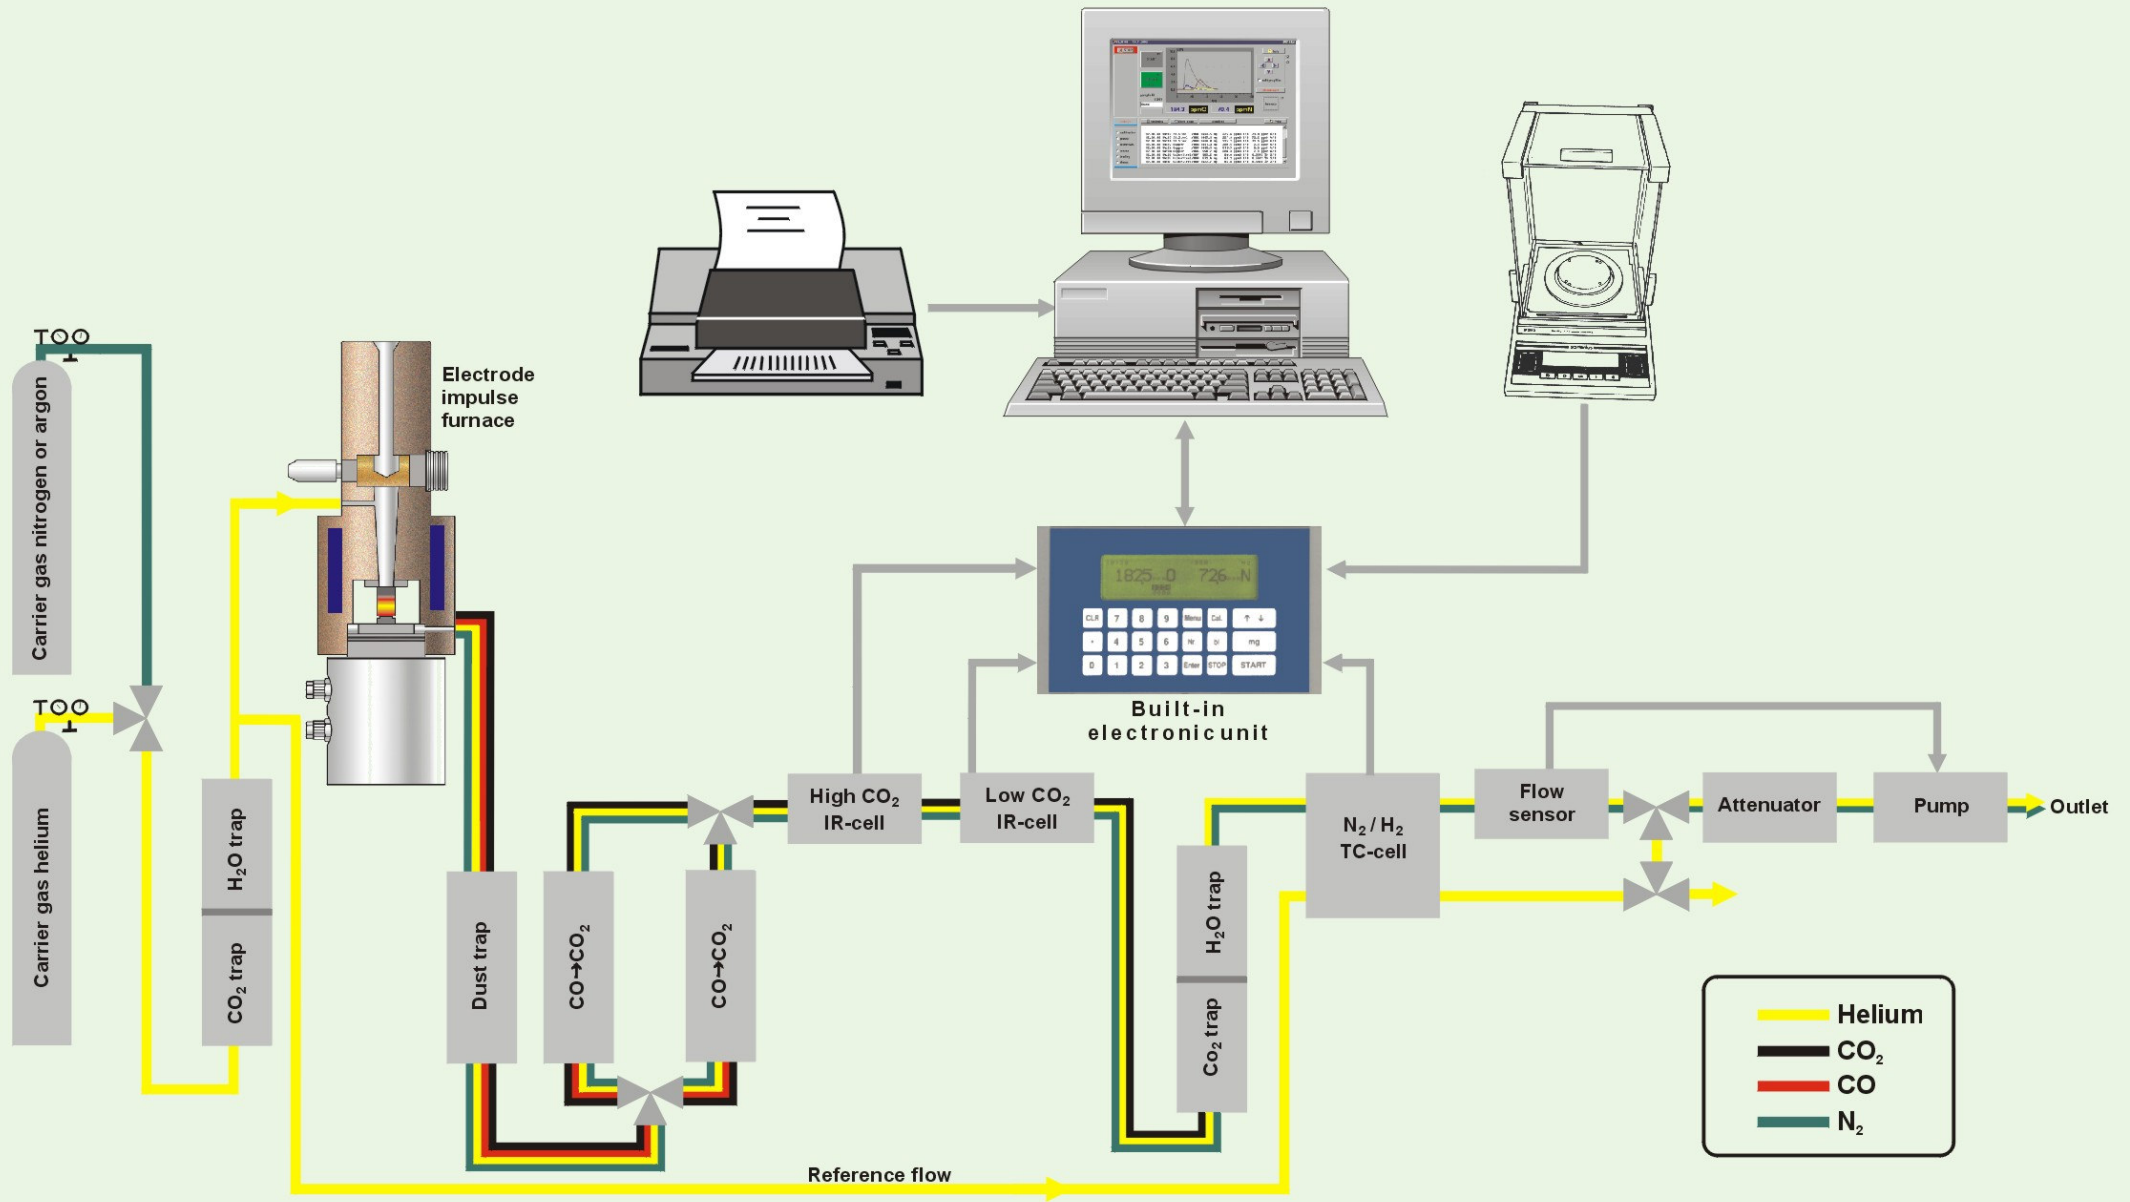 Electrode
impulse
furnace
Carrier gas nitrogen or argon
Carrier gas helium
H₂O trap
CO₂ trap
Dust trap
CO→CO₂
CO→CO₂
High CO₂
IR-cell
Low CO₂
IR-cell
1825 O 726 N
CLR 7 8 9 Menu Cal. ↑ ↓
4 5 6 Nr mg
0 1 2 3 Enter STOP START
Built-in
electronic unit
H₂O trap
Co₂ trap
N₂ / H₂
TC-cell
Flow
sensor
Attenuator
Pump
Outlet
Reference flow
Helium
CO₂
CO
N₂